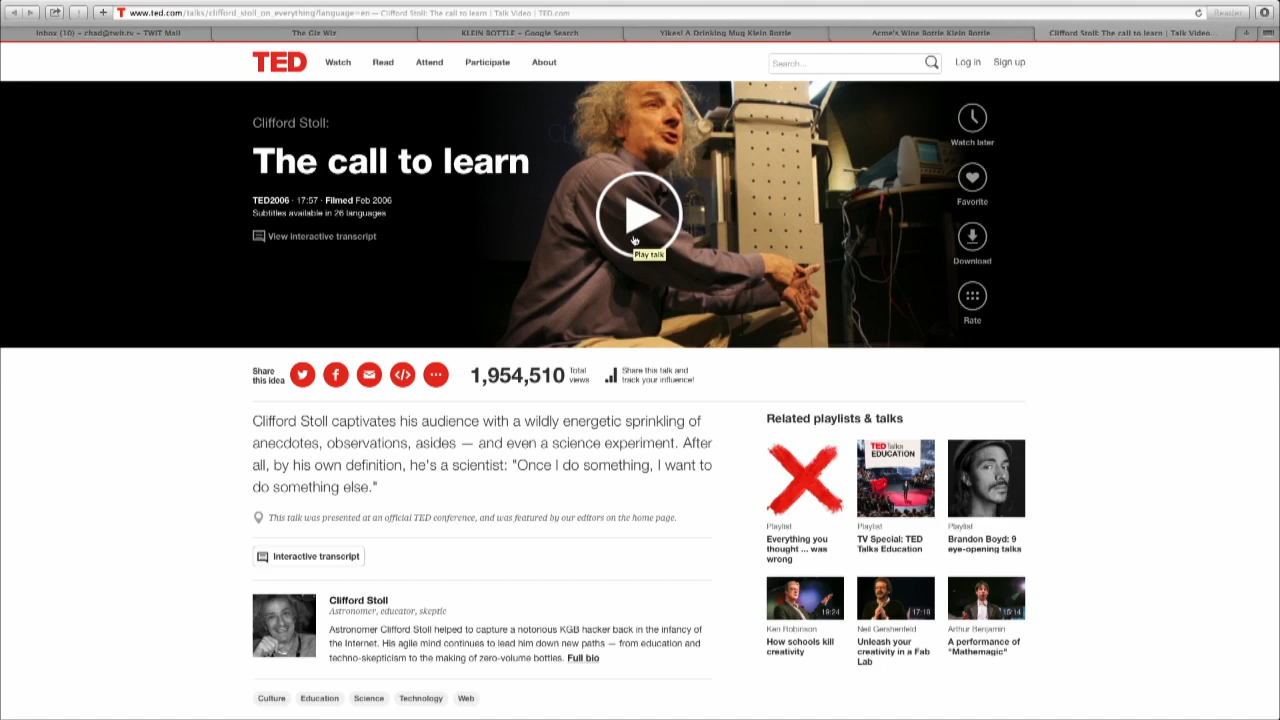 www.ted.com/talks/clifford_stoll_on_everything?language=en — Clifford Stoll: The call to learn | Talk Video | TED.com
Reader
Inbox (10) – chad@twit.tv – TWiT Mail
The Giz Wiz
KLEIN BOTTLE – Google Search
Yikes! A Drinking Mug Klein Bottle
Acme's Wine Bottle Klein Bottle
Clifford Stoll: The call to learn | Talk Video...
TED
Watch
Read
Attend
Participate
About
Search...
Log in
Sign up
Clifford Stoll:
The call to learn
TED2006 · 17:57 · Filmed Feb 2006
Subtitles available in 26 languages
View interactive transcript
Play talk
Watch later
Favorite
Download
Rate
Share
this idea
1,954,510
Total
views
Share this talk and
track your influence!
Clifford Stoll captivates his audience with a wildly energetic sprinkling of
anecdotes, observations, asides — and even a science experiment. After
all, by his own definition, he's a scientist: "Once I do something, I want to
do something else."
This talk was presented at an official TED conference, and was featured by our editors on the home page.
Interactive transcript
Clifford Stoll
Astronomer, educator, skeptic
Astronomer Clifford Stoll helped to capture a notorious KGB hacker back in the infancy of
the Internet. His agile mind continues to lead him down new paths — from education and
techno-skepticism to the making of zero-volume bottles. Full bio
Culture
Education
Science
Technology
Web
Related playlists & talks
Playlist
Everything you
thought ... was
wrong
TEDTalks
EDUCATION
Playlist
TV Special: TED
Talks Education
Playlist
Brandon Boyd: 9
eye-opening talks
19:24
Ken Robinson
How schools kill
creativity
17:18
Neil Gershenfeld
Unleash your
creativity in a Fab
Lab
15:14
Arthur Benjamin
A performance of
"Mathemagic"